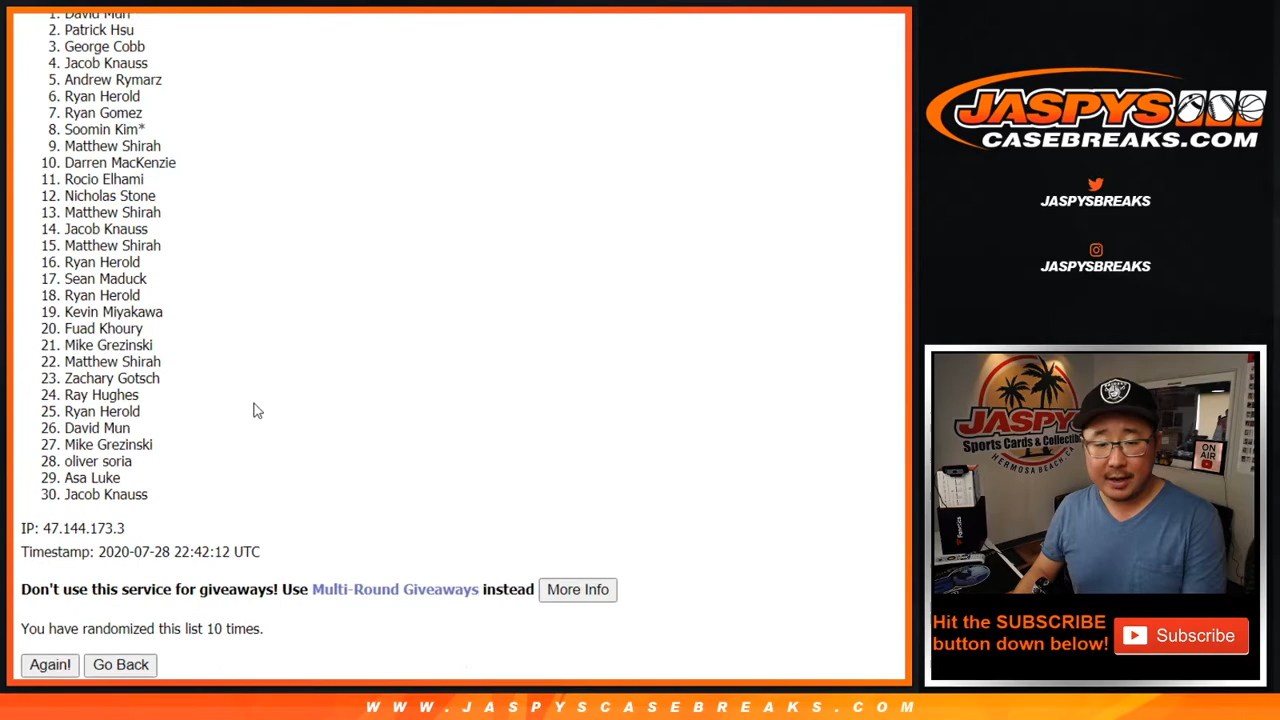 1. David Mun
2. Patrick Hsu
3. George Cobb
4. Jacob Knauss
5. Andrew Rymarz
6. Ryan Herold
7. Ryan Gomez
8. Soomin Kim*
9. Matthew Shirah
10. Darren MacKenzie
11. Rocio Elhami
12. Nicholas Stone
13. Matthew Shirah
14. Jacob Knauss
15. Matthew Shirah
16. Ryan Herold
17. Sean Maduck
18. Ryan Herold
19. Kevin Miyakawa
20. Fuad Khoury
21. Mike Grezinski
22. Matthew Shirah
23. Zachary Gotsch
24. Ray Hughes
25. Ryan Herold
26. David Mun
27. Mike Grezinski
28. oliver soria
29. Asa Luke
30. Jacob Knauss
IP: 47.144.173.3
Timestamp: 2020-07-28 22:42:12 UTC
Don't use this service for giveaways! Use Multi-Round Giveaways instead More Info
You have randomized this list 10 times.
Again! Go Back
JASPYS
CASEBREAKS.COM
JASPYSBREAKS
JASPYSBREAKS
JASPYS
Sports Cards & Collectib
HERMOSA BEACH, CA
ON
AIR
Hit the SUBSCRIBE
button down below!
Subscribe
WWW.JASPYSCASEBREAKS.COM